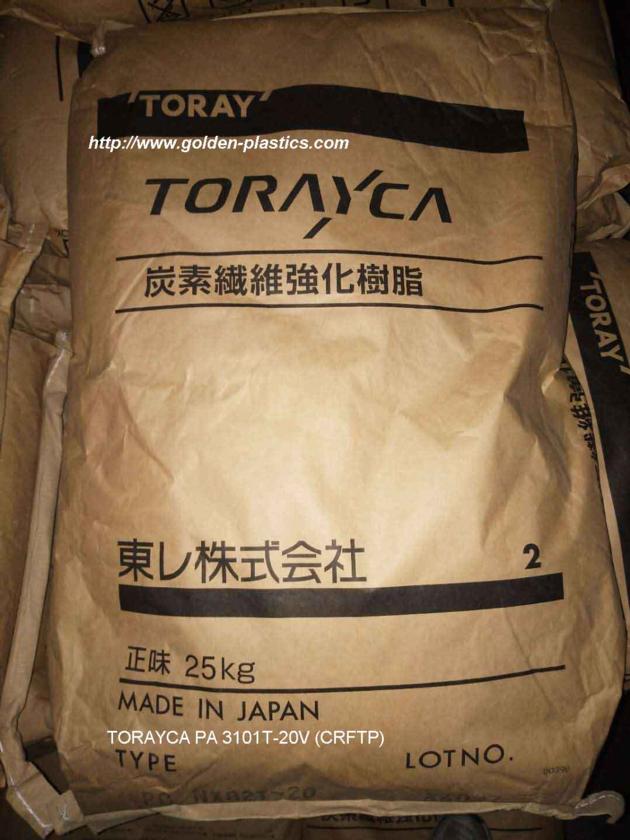 'TORAY'
http://www.golden-plastics.com
TORAYCA
炭素繊維強化樹脂
東レ株式会社 2
正味 25kg
MADE IN JAPAN
TORAYCA PA 3101T-20V (CRFTP)
TYPE LOTNO.
'TORAY